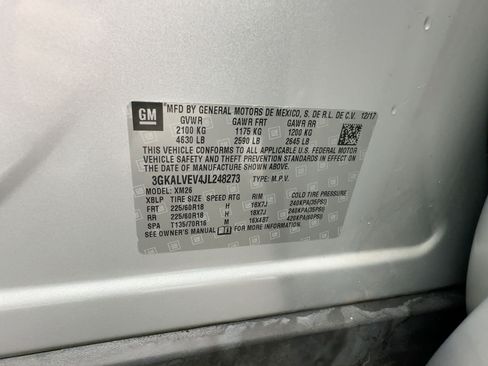 GM
MFD BY GENERAL MOTORS DE MEXICO, S. DE R.L. DE C.V. 12/17
GVWR GAWR FRT GAWR RR
2100 KG 1175 KG 1200 KG
4630 LB 2590 LB 2645 LB
THIS VEHICLE CONFORMS TO ALL APPLICABLE U.S. FEDERAL MOTOR
VEHICLE SAFETY AND THEFT PREVENTION STANDARDS IN EFFECT
ON THE DATE OF MANUFACTURE SHOWN ABOVE.
3GKALVEV4JL248273 TYPE: M.P.V.
MODEL: XM26
XBLP TIRE SIZE SPEED RTG RIM COLD TIRE PRESSURE
FRT 225/60R18 H 18X7J 240KPA(35PSI)
RR 225/60R18 H 18X7J 240KPA(35PSI)
SPA T135/70R16 M 16X4BT 420KPA(60PSI)
SEE OWNER'S MANUAL FOR MORE INFORMATION.